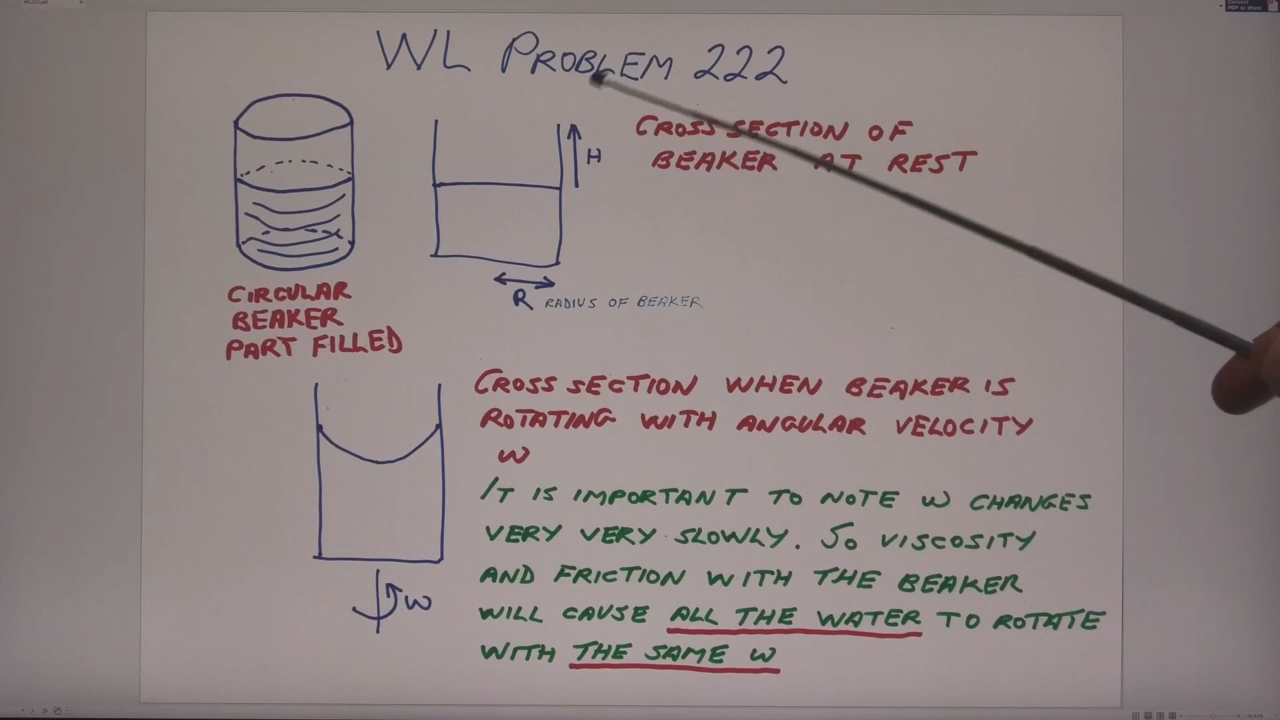 WL PROBLEM 222
CROSS SECTION OF
BEAKER AT REST
H
R RADIUS OF BEAKER
CIRCULAR
BEAKER
PART FILLED
CROSS SECTION WHEN BEAKER IS
ROTATING WITH ANGULAR VELOCITY
W
IT IS IMPORTANT TO NOTE W CHANGES
VERY VERY SLOWLY. SO VISCOSITY
AND FRICTION WITH THE BEAKER
WILL CAUSE ALL THE WATER TO ROTATE
WITH THE SAME W
W